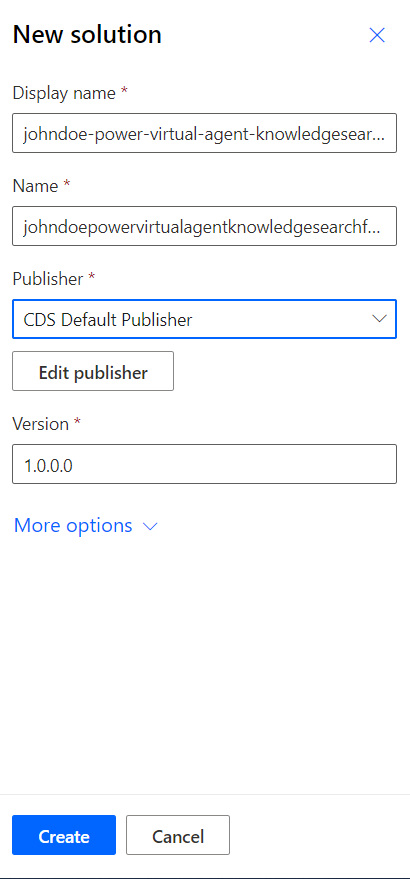 New solution
Display name *
johndoe-power-virtual-agent-knowledgesear...
Name *
johndoepowervirtualagentknowledgesearchf...
Publisher *
CDS Default Publisher
Edit publisher
Version *
1.0.0.0
More options
Create
Cancel